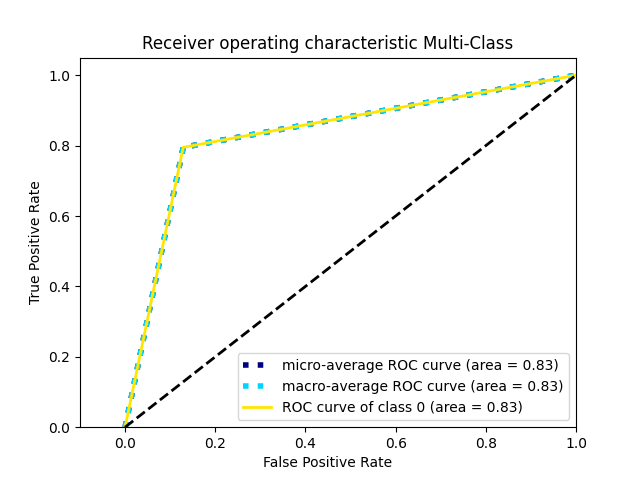 Receiver operating characteristic Multi-Class
1.0
0.8
0.6
0.4
0.2
0.0
True Positive Rate
micro-average ROC curve (area = 0.83)
macro-average ROC curve (area = 0.83)
ROC curve of class 0 (area = 0.83)
0.0 0.2 0.4 0.6 0.8 1.0
False Positive Rate